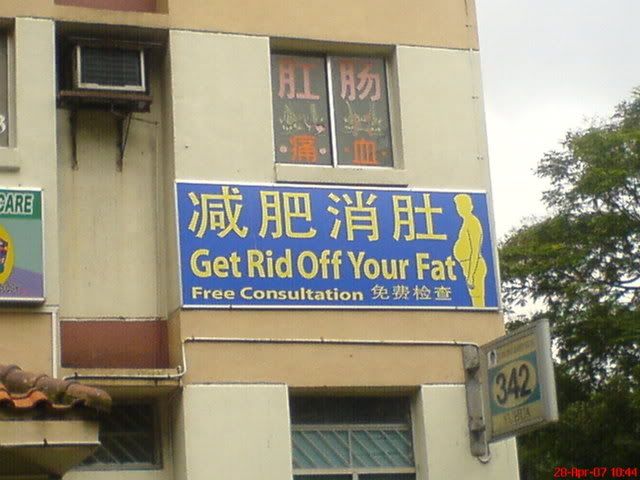 肛 肠
痛 血
CARE
减肥消肚
Get Rid Off Your Fat
Free Consultation 免费检查
342
28-Apr-07 10:44